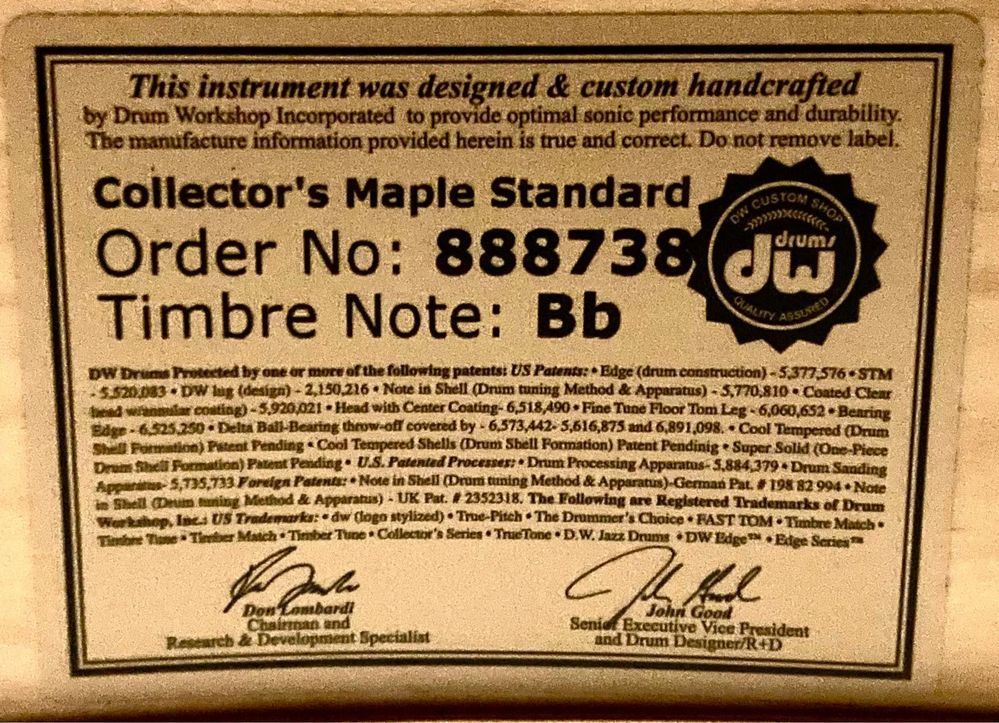 This instrument was designed & custom handcrafted
by Drum Workshop Incorporated to provide optimal sonic performance and durability.
The manufacture information provided herein is true and correct. Do not remove label.
Collector's Maple Standard
Order No: 888738
Timbre Note: Bb
DW CUSTOM SHOP
drums
dw
QUALITY ASSURED
DW Drums Protected by one or more of the following patents: US Patents: • Edge (drum construction) - 5,377,576 • STM
- 5,520,083 • DW lug (design) - 2,150,216 • Note in Shell (Drum tuning Method & Apparatus) - 5,770,810 • Coated Clear
head w/annular coating) - 5,920,021 • Head with Center Coating- 6,518,490 • Fine Tune Floor Tom Leg - 6,060,652 • Bearing
Edge - 6,525,250 • Delta Ball-Bearing throw-off covered by - 6,573,442- 5,616,875 and 6,891,098. • Cool Tempered (Drum
Shell Formation) Patent Pending • Cool Tempered Shells (Drum Shell Formation) Patent Pendinig • Super Solid (One-Piece
Drum Shell Formation) Patent Pending • U.S. Patented Processes: • Drum Processing Apparatus- 5,884,379 • Drum Sanding
Apparatus- 5,735,733 Foreign Patents: • Note in Shell (Drum tuning Method & Apparatus)-German Pat. # 198 82 994 • Note
in Shell (Drum tuning Method & Apparatus) - UK Pat. # 2352318. The Following are Registered Trademarks of Drum
Workshop, Inc.: US Trademarks: • dw (logo stylized) • True-Pitch • The Drummer's Choice • FAST TOM • Timbre Match •
Timbre Tune • Timber Match • Timber Tune • Collector's Series • TrueTone • D.W. Jazz Drums • DW Edge™ • Edge Series™
Don Lombardi
Chairman and
Research & Development Specialist
John Good
Senior Executive Vice President
and Drum Designer/R+D